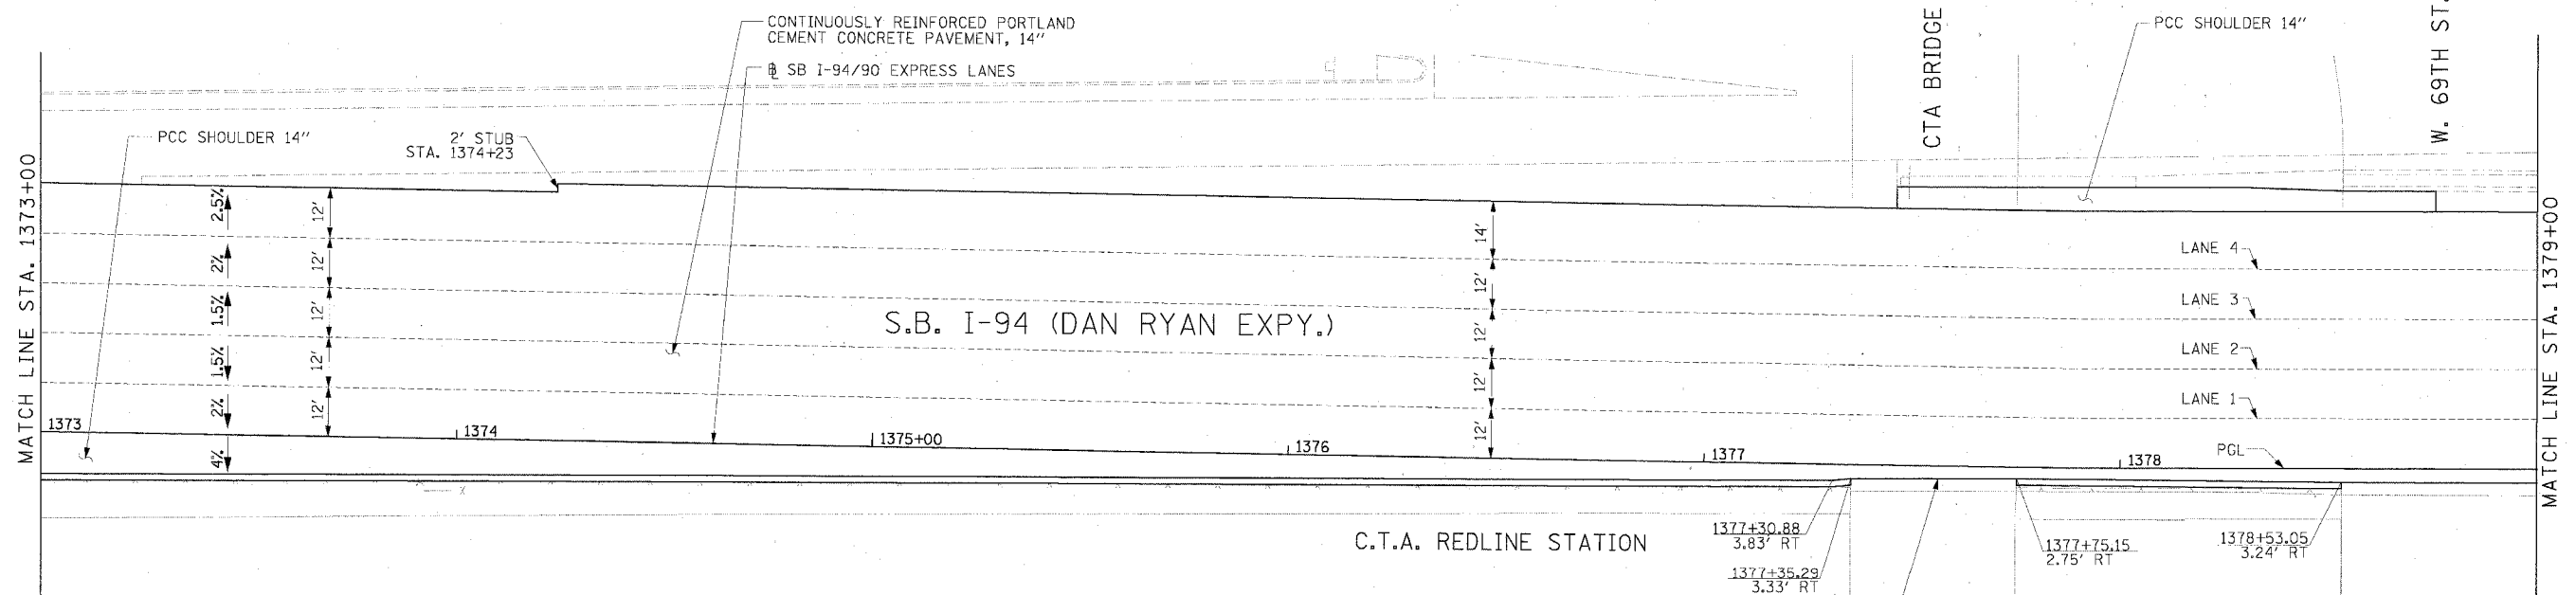 CONTINUOUSLY REINFORCED PORTLAND
CEMENT CONCRETE PAVEMENT, 14"
SB I-94/90 EXPRESS LANES
CTA BRIDGE
PCC SHOULDER 14"
W. 69TH ST.
PCC SHOULDER 14"
2' STUB
STA. 1374+23
MATCH LINE STA. 1373+00
2.5%
2%
1.5%
1.5%
2%
4%
12'
12'
12'
12'
12'
S.B. I-94 (DAN RYAN EXPY.)
14'
12'
12'
12'
12'
LANE 4
LANE 3
LANE 2
LANE 1
PGL
MATCH LINE STA. 1379+00
1373
1374
1375+00
1376
1377
1378
X
C.T.A. REDLINE STATION
1377+30.88
3.83' RT
1377+35.29
3.33' RT
1377+75.15
2.75' RT
1378+53.05
3.24' RT